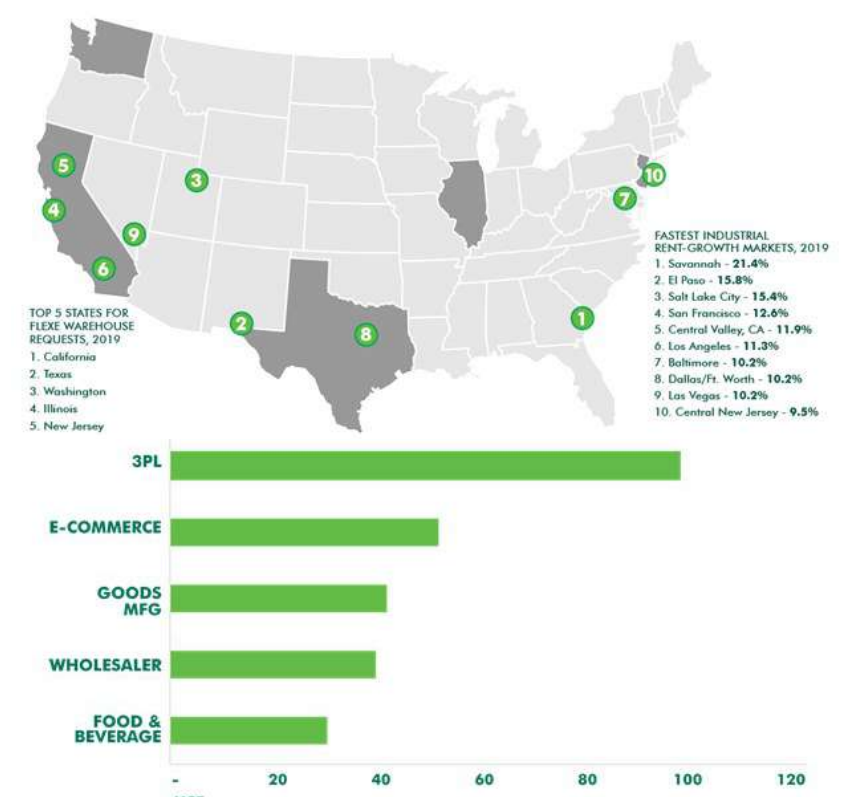 5
3
10
4
7
9
6
1
2
8
TOP 5 STATES FOR
FLEXE WAREHOUSE
REQUESTS, 2019
1. California
2. Texas
3. Washington
4. Illinois
5. New Jersey
FASTEST INDUSTRIAL
RENT-GROWTH MARKETS, 2019
1. Savannah - 21.4%
2. El Paso - 15.8%
3. Salt Lake City - 15.4%
4. San Francisco - 12.6%
5. Central Valley, CA - 11.9%
6. Los Angeles - 11.3%
7. Baltimore - 10.2%
8. Dallas/Ft. Worth - 10.2%
9. Las Vegas - 10.2%
10. Central New Jersey - 9.5%
3PL
E-COMMERCE
GOODS
MFG
WHOLESALER
FOOD &
BEVERAGE
- 20 40 60 80 100 120